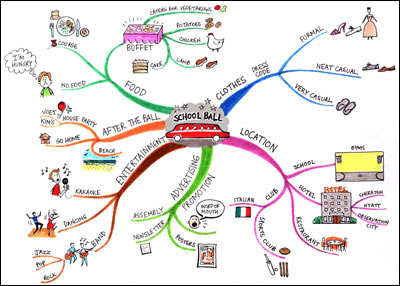 SCHOOL BALL
FOOD
COURSE
NO FOOD
I'm
HUNGRY
BUFFET
CATERS FOR VEGETARIANS
POTATOES
CHICKEN
LAMB
CAKE
CLOTHES
DRESS
CODE
FORMAL
NEAT CASUAL
VERY CASUAL
LOCATION
SCHOOL
GYMS
HOTEL
HOTEL
SHERATON
HYATT
OBSERVATION
CITY
RESTAURANT
CLUB
ITALIAN
SPORTS CLUB
ADVERTISING
PROMOTION
WORD OF
MOUTH
POSTERS
NEWSLETTER
ASSEMBLY
ENTERTAINMENT
BAND
JAZZ
POP
ROCK
DANCING
KARAOKE
AFTER THE BALL
HOUSE PARTY
JOE'S
KIM'S
GO HOME
BEACH